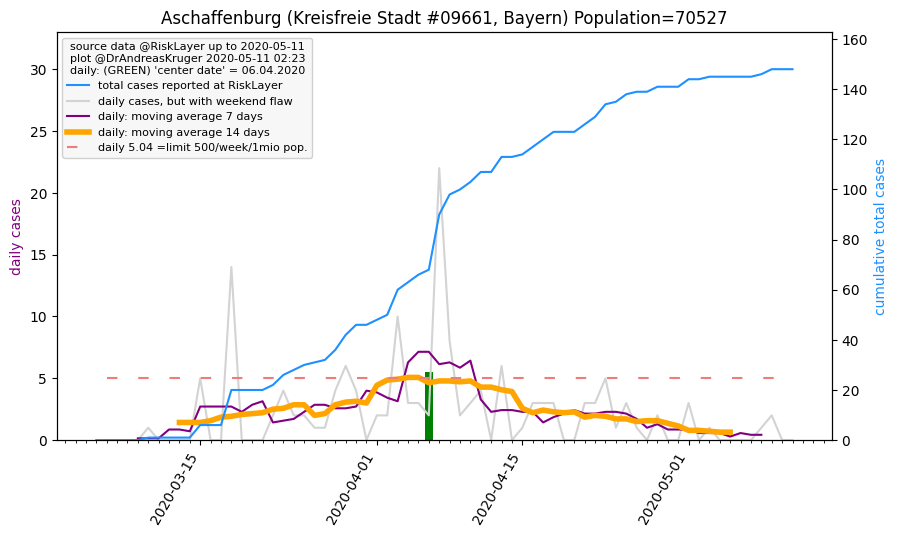 Aschaffenburg (Kreisfreie Stadt #09661, Bayern) Population=70527
source data @RiskLayer up to 2020-05-11
plot @DrAndreasKruger 2020-05-11 02:23
daily: (GREEN) 'center date' = 06.04.2020
total cases reported at RiskLayer
daily cases, but with weekend flaw
daily: moving average 7 days
daily: moving average 14 days
daily 5.04 =limit 500/week/1mio pop.
daily cases
30
25
20
15
10
5
0
160
140
120
100
80
60
40
20
0
cumulative total cases
2020-03-15
2020-04-01
2020-04-15
2020-05-01